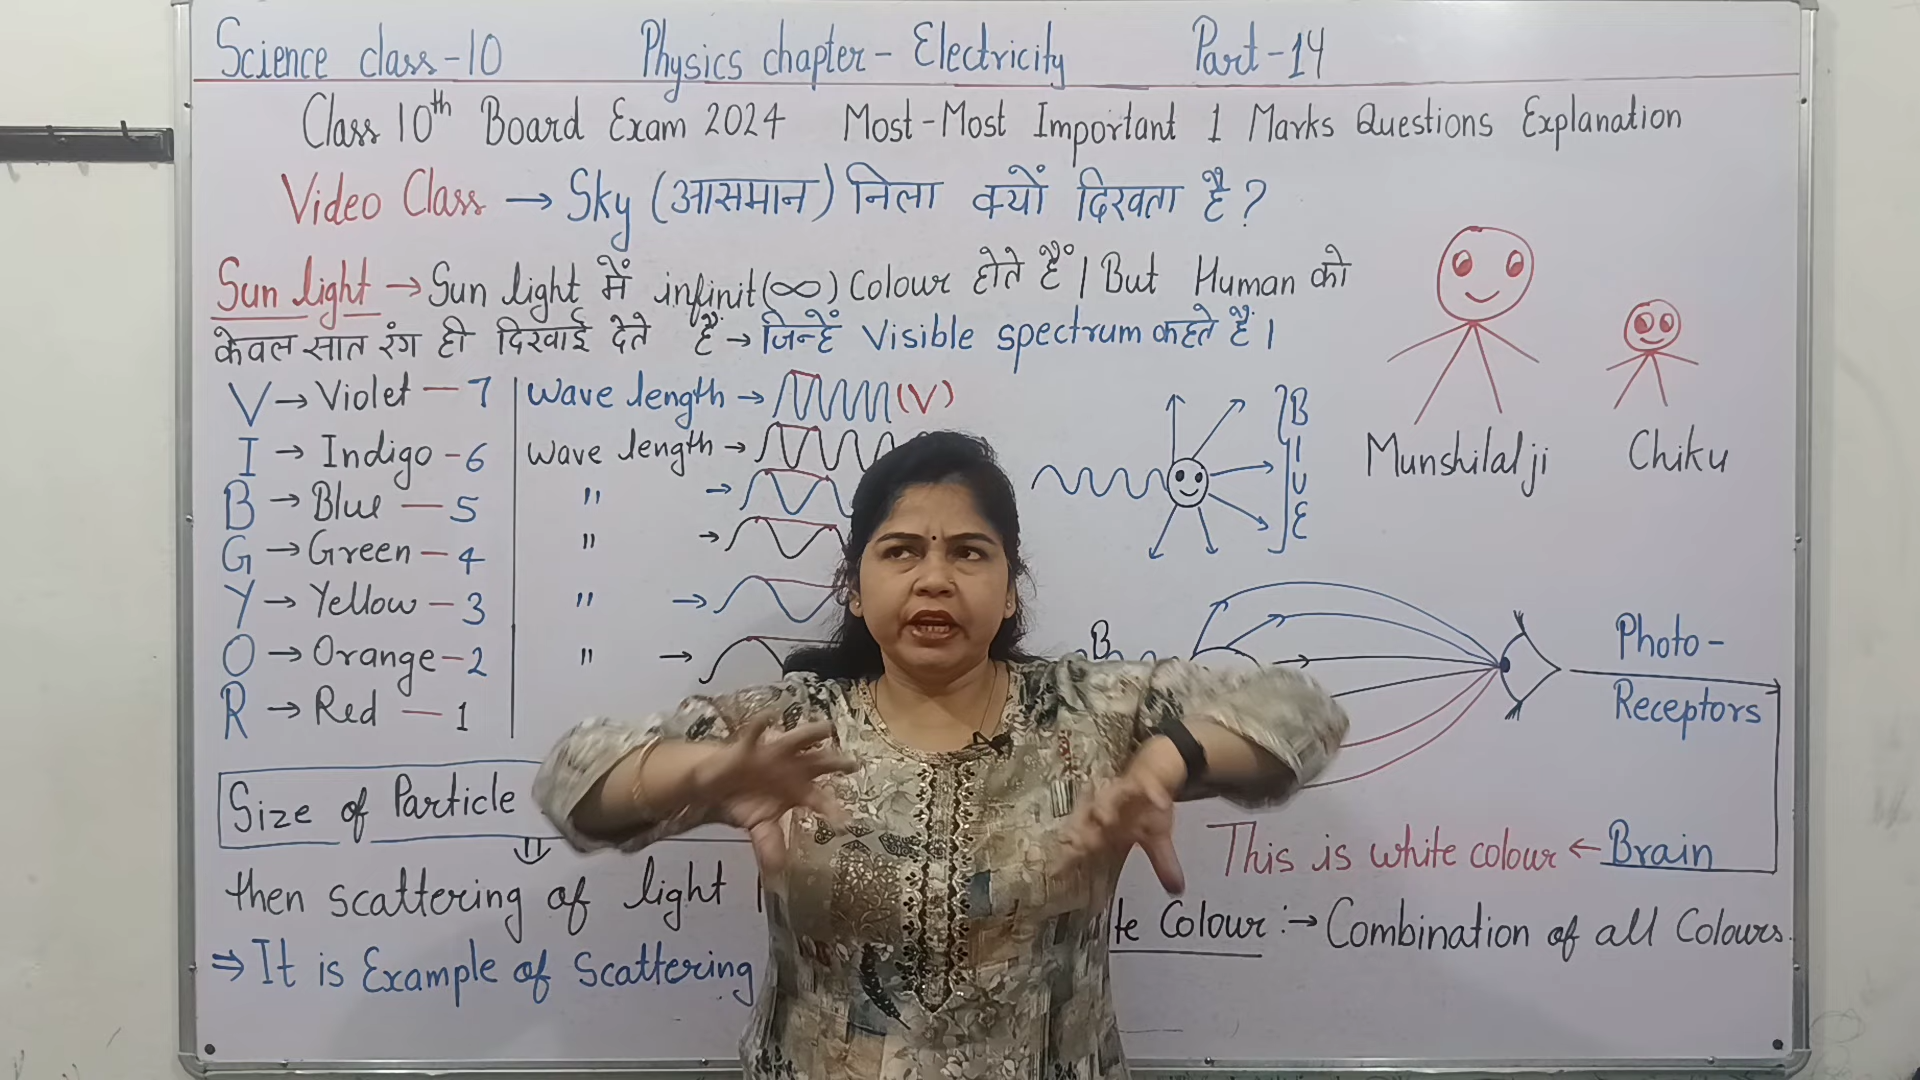 Science class-10 Physics chapter- Electricity Part-14
Class 10th Board Exam 2024 Most-Most Important 1 Marks Questions Explanation
Video Class → Sky (आसमान) निला क्यों दिखता है?
Sun light → Sun light में infinit(∞) Colour होते हैं। But Human को
केवल सात रंग ही दिखाई देते हैं → जिन्हें Visible spectrum कहते हैं।
V → Violet — 7 Wave length → (V)
I → Indigo - 6 Wave length →
B → Blue — 5 " →
G → Green — 4 " →
Y → Yellow — 3 " →
O → Orange - 2 " →
R → Red — 1
BlUE
Munshilalji Chiku
B
Photo-
Receptors
Size of Particle
This is white colour ← Brain
then scattering of light
te Colour :→ Combination of all Colours.
⇒ It is Example of Scattering